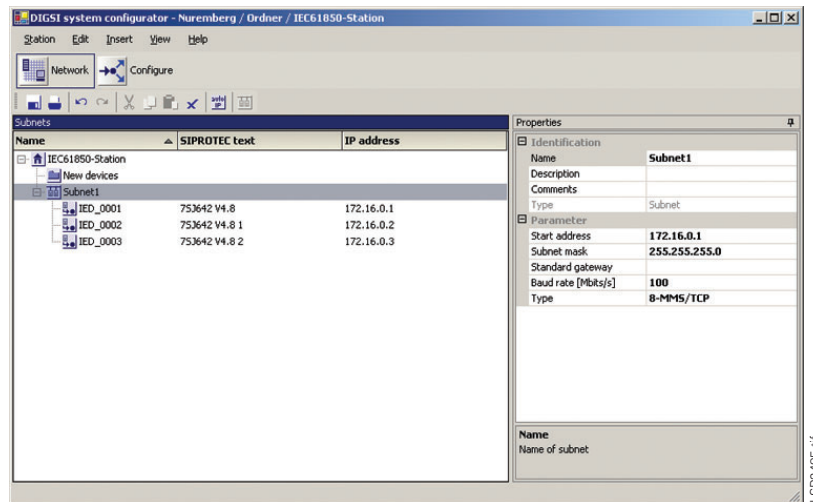 DIGSI system configurator - Nuremberg / Ordner / IEC61850-Station
Station Edit Insert View Help
Network Configure
Subnets
Name SIPROTEC text IP address
IEC61850-Station
New devices
Subnet1
IED_0001 7SJ642 V4.8 172.16.0.1
IED_0002 7SJ642 V4.8 1 172.16.0.2
IED_0003 7SJ642 V4.8 2 172.16.0.3
Properties
Identification
Name Subnet1
Description
Comments
Type Subnet
Parameter
Start address 172.16.0.1
Subnet mask 255.255.255.0
Standard gateway
Baud rate [Mbits/s] 100
Type 8-MMS/TCP
Name
Name of subnet